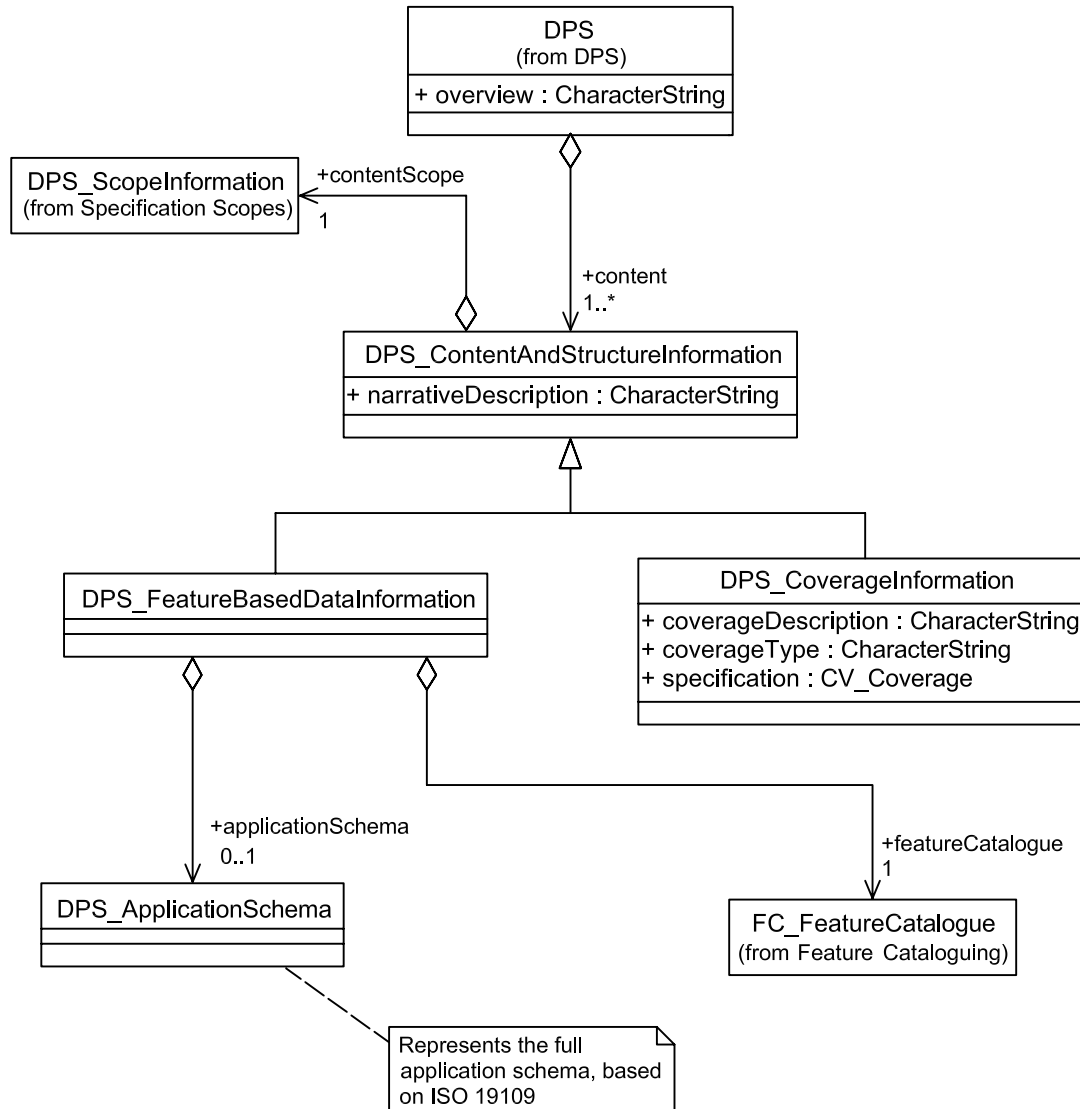 DPS
(from DPS)
+ overview : CharacterString
DPS_ScopeInformation
(from Specification Scopes)
+contentScope
1
+content
1..*
DPS_ContentAndStructureInformation
+ narrativeDescription : CharacterString
DPS_FeatureBasedDataInformation
DPS_CoverageInformation
+ coverageDescription : CharacterString
+ coverageType : CharacterString
+ specification : CV_Coverage
+applicationSchema
0..1
+featureCatalogue
1
DPS_ApplicationSchema
FC_FeatureCatalogue
(from Feature Cataloguing)
Represents the full
application schema, based
on ISO 19109